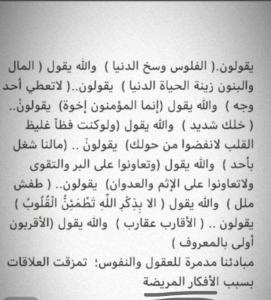 يقولون.( الفلوس وسخ الدنيا ) والله يقول ( المال
والبنون زينة الحياة الدنيا ) يقولون..( لاتعطي أحد
وجه ) والله يقول (إنما المؤمنون إخوة) يقولون..
( خلك شديد ) والله يقول (ولوكنت فظاً غليظ
القلب لانفضوا من حولك) يقولون .. (مالنا شغل
بأحد ) والله يقول (وتعاونوا على البر والتقوى
ولاتعاونوا على الإثم والعدوان) يقولون.. ( طفش
ملل ) والله يقول ( الا بِذِكْرِ اللَّهِ تَطْمَئِنُّ الْقُلُوبُ )
يقولون .. ( الأقارب عقارب ) والله يقول (الأقربون
أولى بالمعروف )
مبادئنا مدمرة للعقول والنفوس؛ تمزقت العلاقات
بسبب الأفكار المريضة